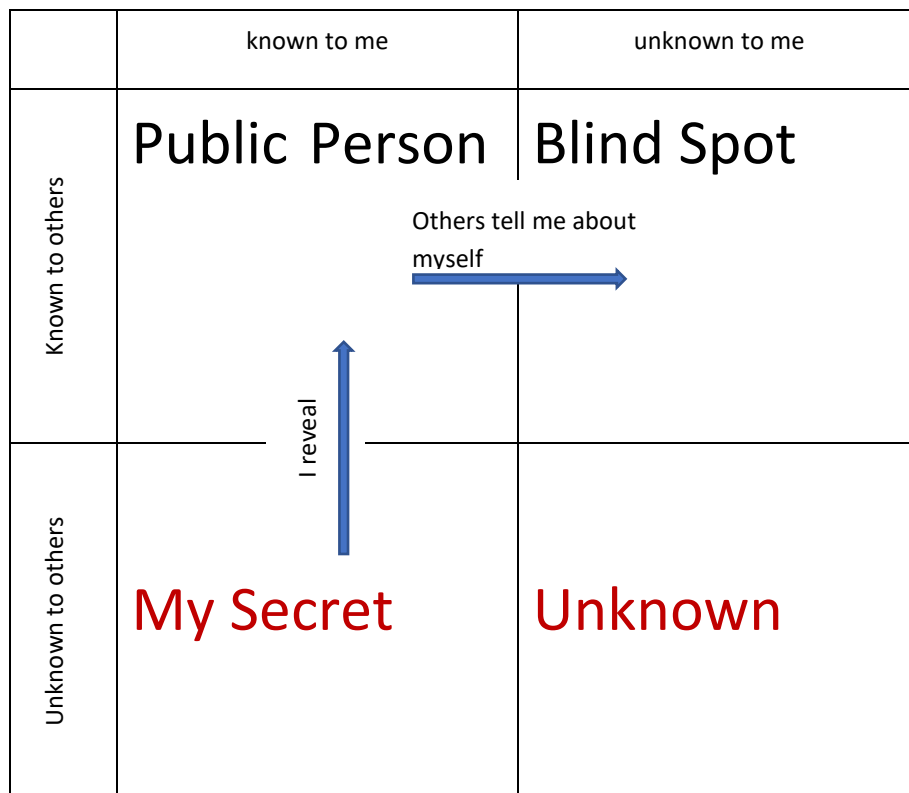 known to me
unknown to me
Known to others
Public Person
Blind Spot
Others tell me about
myself
I reveal
Unknown to others
My Secret
Unknown